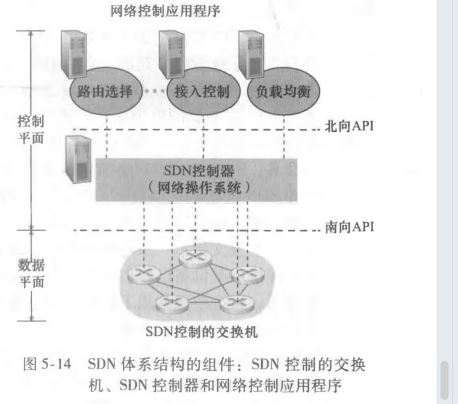 网络控制应用程序
路由选择
接入控制
负载均衡
控制
平面
北向API
SDN控制器
（网络操作系统）
南向API
数据
平面
SDN控制的交换机
图 5-14 SDN 体系结构的组件：SDN 控制的交换
机、SDN 控制器和网络控制应用程序